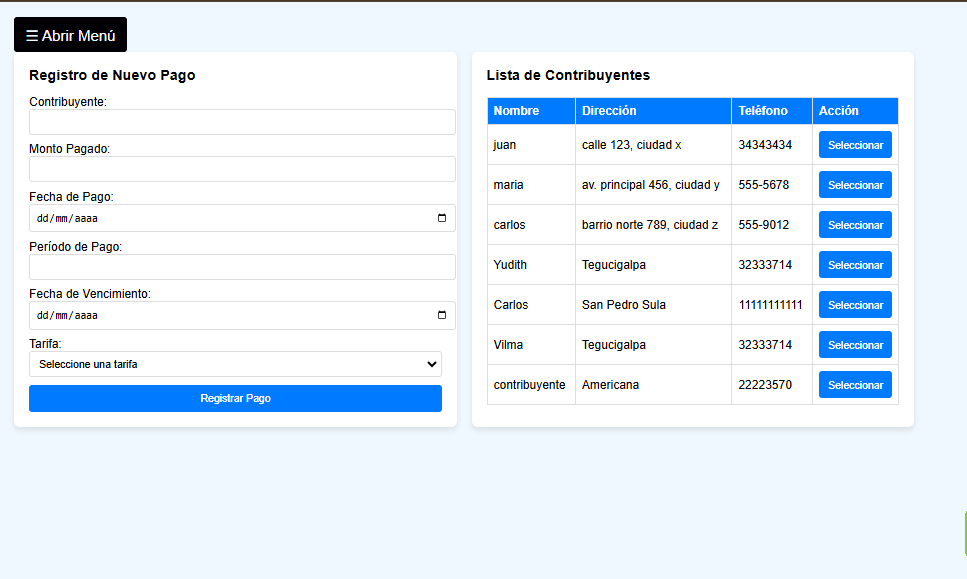 ☰ Abrir Menú
Registro de Nuevo Pago
Contribuyente:
Monto Pagado:
Fecha de Pago:
dd/mm/aaaa
Período de Pago:
Fecha de Vencimiento:
dd/mm/aaaa
Tarifa:
Seleccione una tarifa
Registrar Pago
Lista de Contribuyentes
Nombre Dirección Teléfono Acción
juan calle 123, ciudad x 34343434 Seleccionar
maria av. principal 456, ciudad y 555-5678 Seleccionar
carlos barrio norte 789, ciudad z 555-9012 Seleccionar
Yudith Tegucigalpa 32333714 Seleccionar
Carlos San Pedro Sula 11111111111 Seleccionar
Vilma Tegucigalpa 32333714 Seleccionar
contribuyente Americana 22223570 Seleccionar